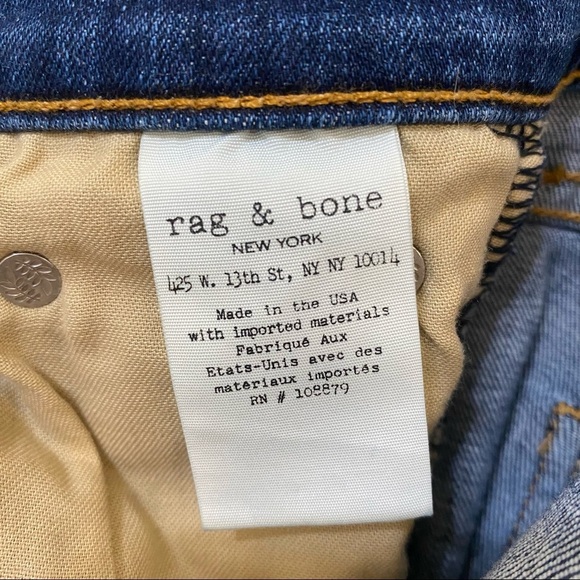 rag & bone
NEW YORK
425 W. 13th St, NY NY 10014
Made in the USA
with imported materials
Fabriqué Aux
Etats-Unis avec des
matériaux importés
RN # 108879